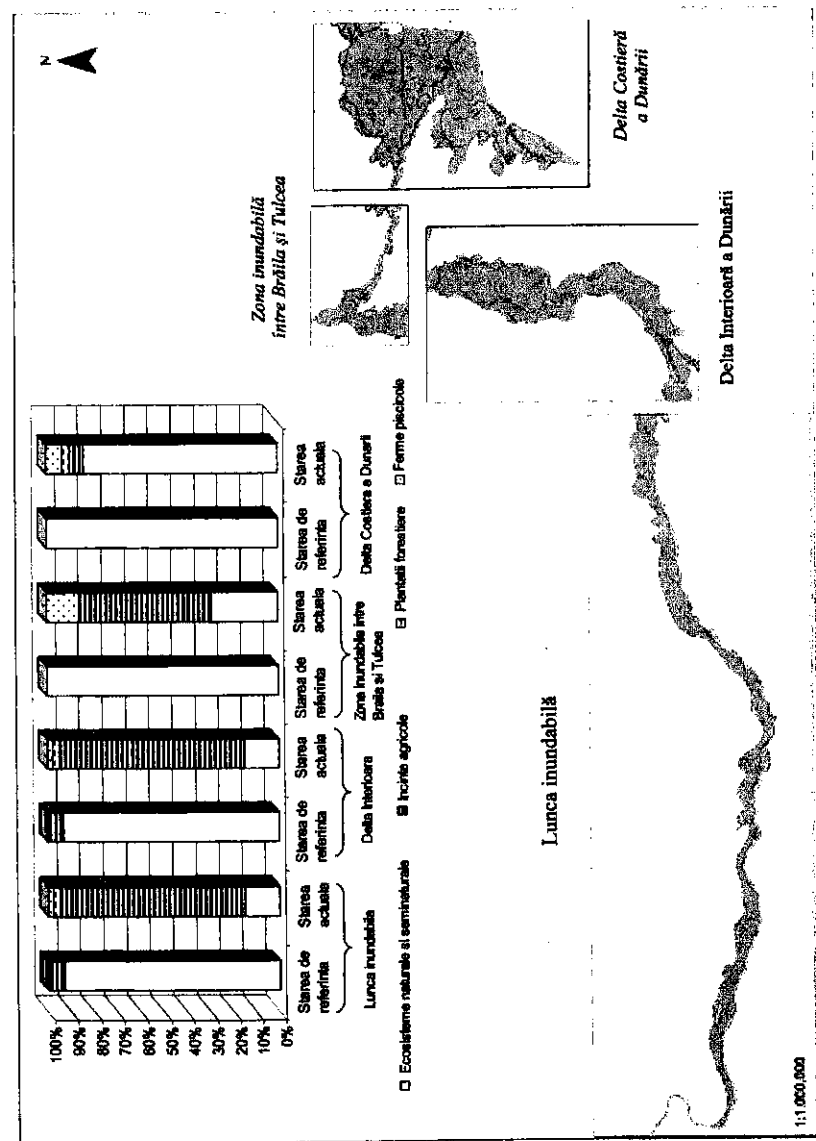 N
100%
90%
80%
70%
60%
50%
40%
30%
20%
10%
0%
Starea de
referinta
Starea
actuala
Starea de
referinta
Starea
actuala
Starea de
referinta
Starea
actuala
Starea de
referinta
Starea
actuala
Lunca inundabila
Delta Interioara
Zona Inundabila intre
Braila si Tulcea
Delta Costiera a Dunarii
Ecosisteme naturale si seminaturale
Incinte agricole
Plantatii forestiere
Ferme piscicole
Zona inundabilă
între Brăila şi Tulcea
Delta Costieră
a Dunării
Lunca inundabilă
Delta Interioară a Dunării
1:1.000.000